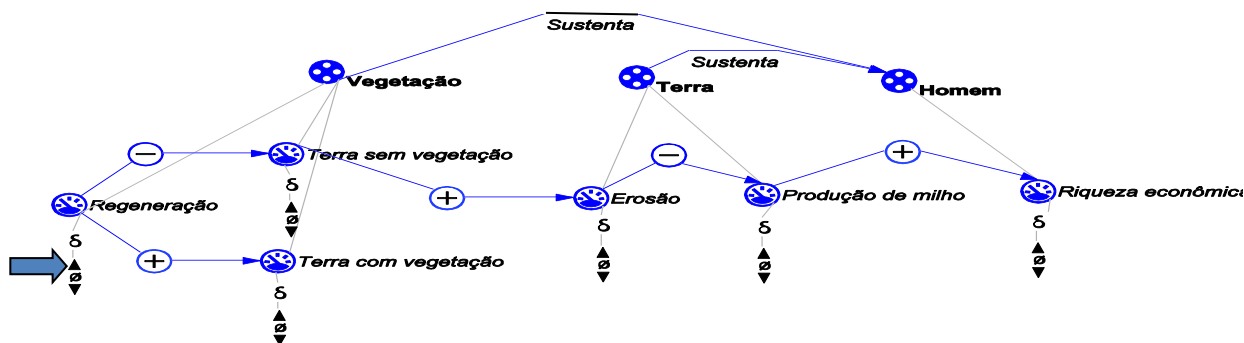 Sustenta
Sustenta
Vegetação
Terra
Homem
− Terra sem vegetação − +
Regeneração + Erosão Produção de milho Riqueza econômica
δ δ δ δ
ø
+ Terra com vegetação
ø ø ø ø
δ
ø